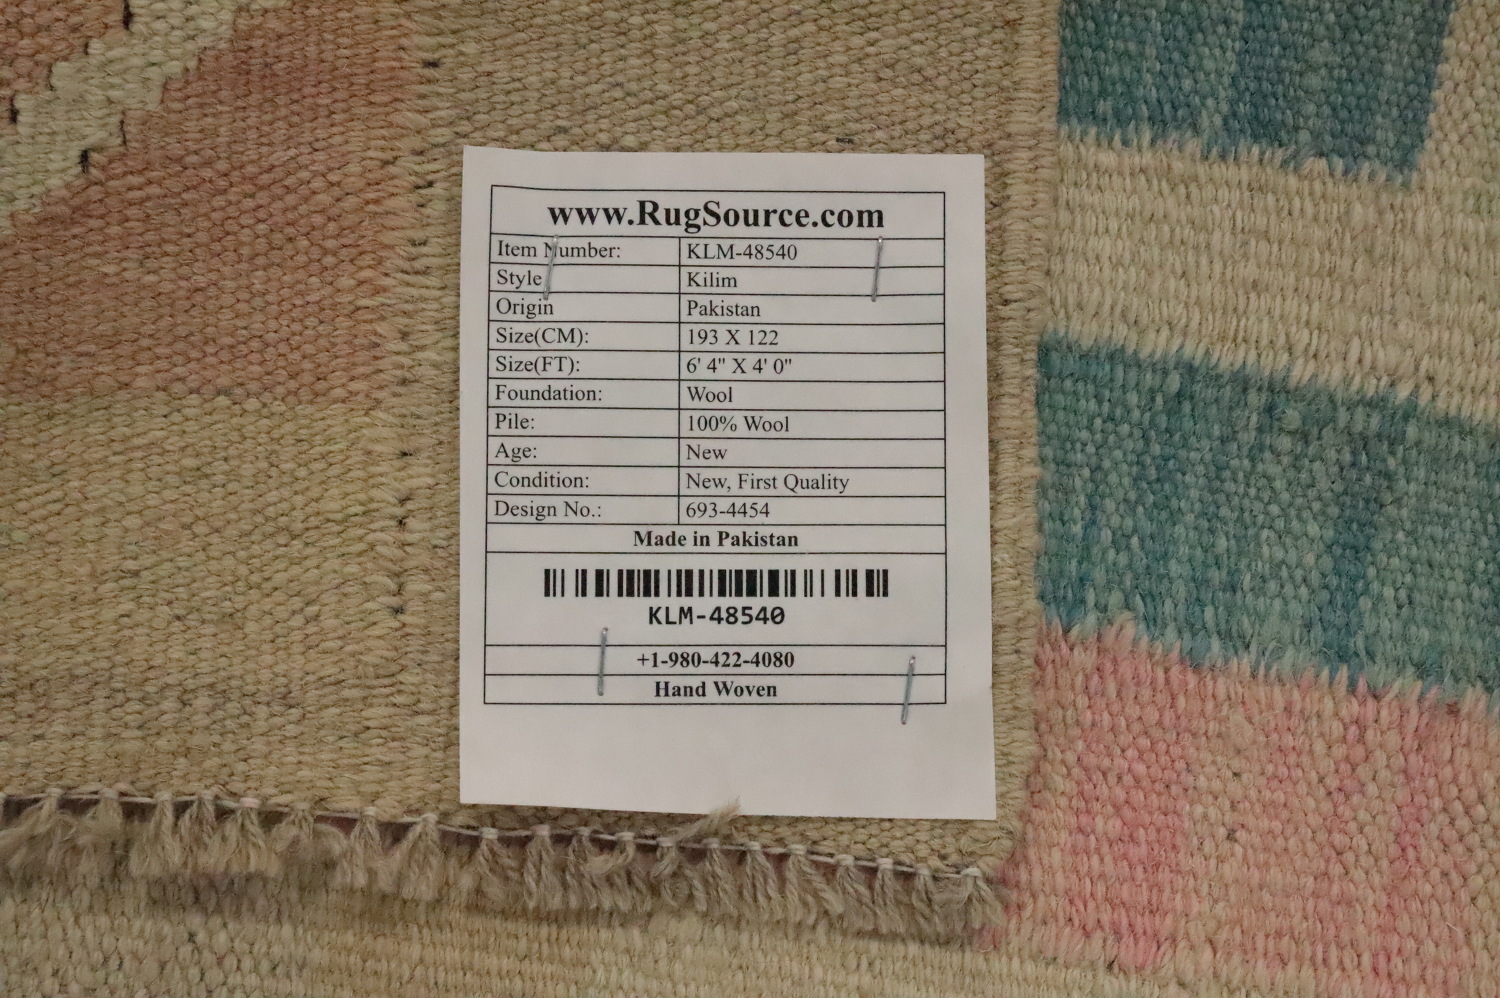 www.RugSource.com
Item Number: KLM-48540
Style Kilim
Origin Pakistan
Size(CM): 193 X 122
Size(FT): 6' 4" X 4' 0"
Foundation: Wool
Pile: 100% Wool
Age: New
Condition: New, First Quality
Design No.: 693-4454
Made in Pakistan
KLM-48540
+1-980-422-4080
Hand Woven